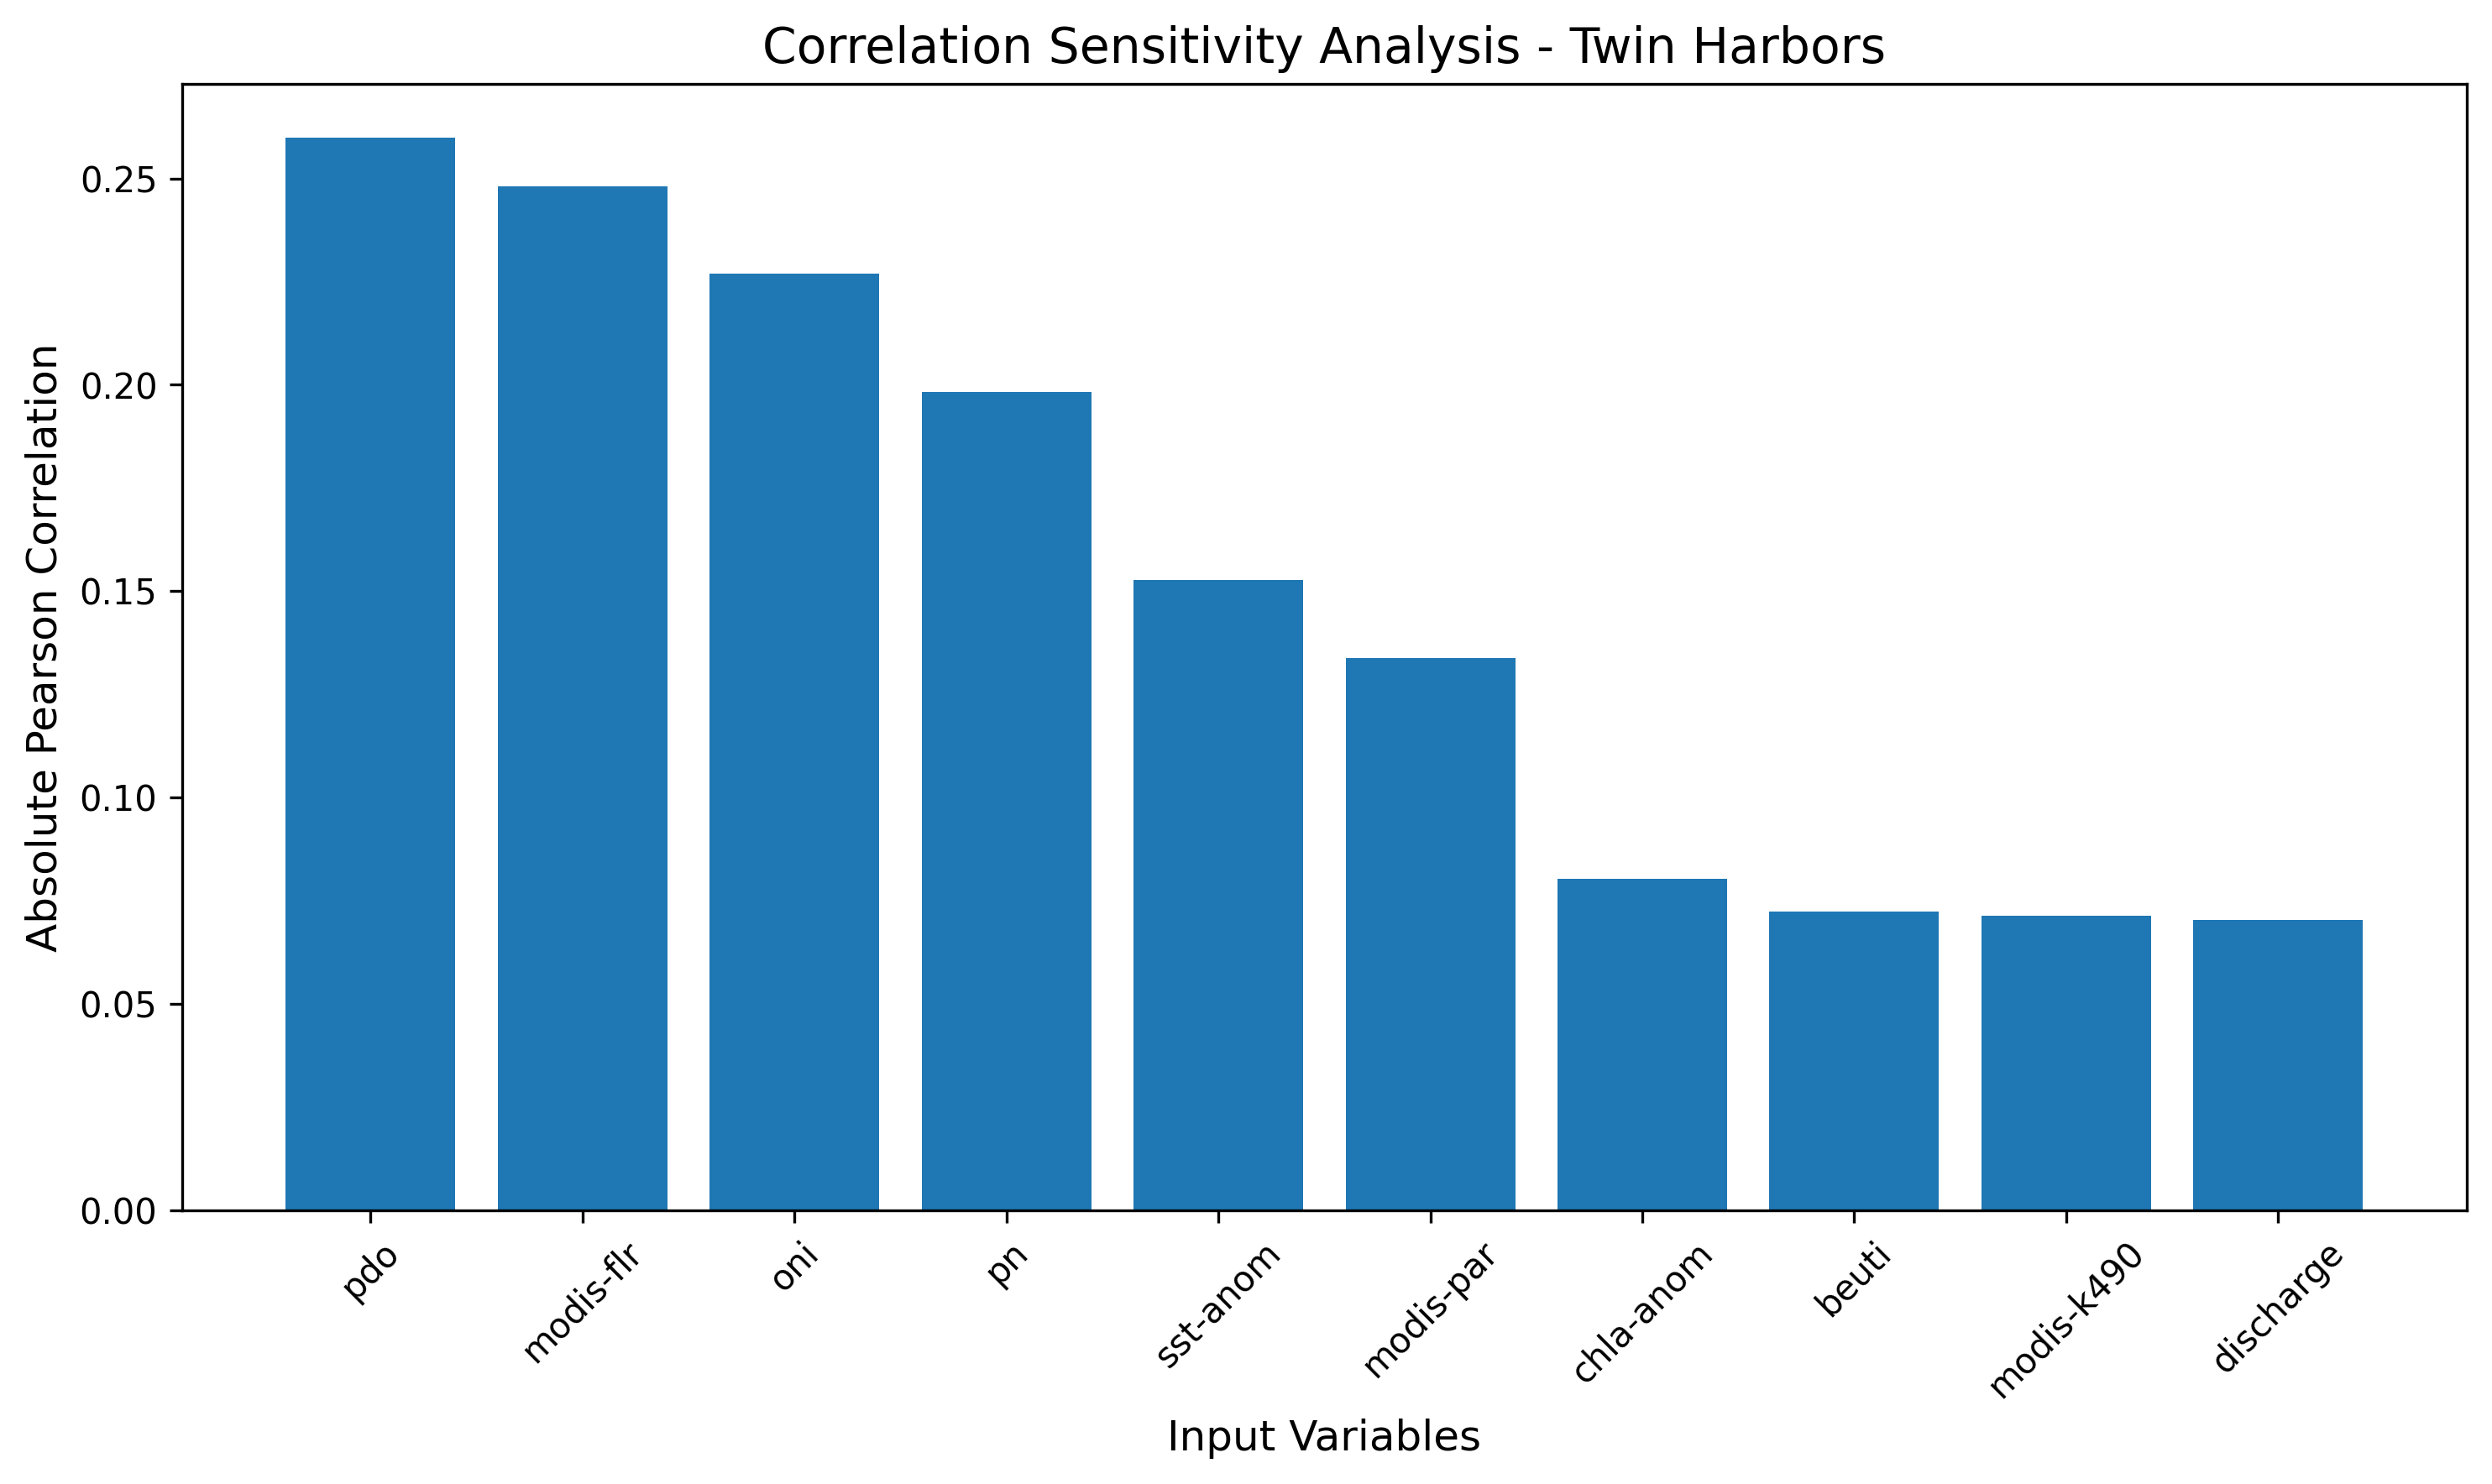 Correlation Sensitivity Analysis - Twin Harbors
Absolute Pearson Correlation
0.25
0.20
0.15
0.10
0.05
0.00
pdo
modis-flr
oni
pn
sst-anom
modis-par
chla-anom
beuti
modis-k490
discharge
Input Variables